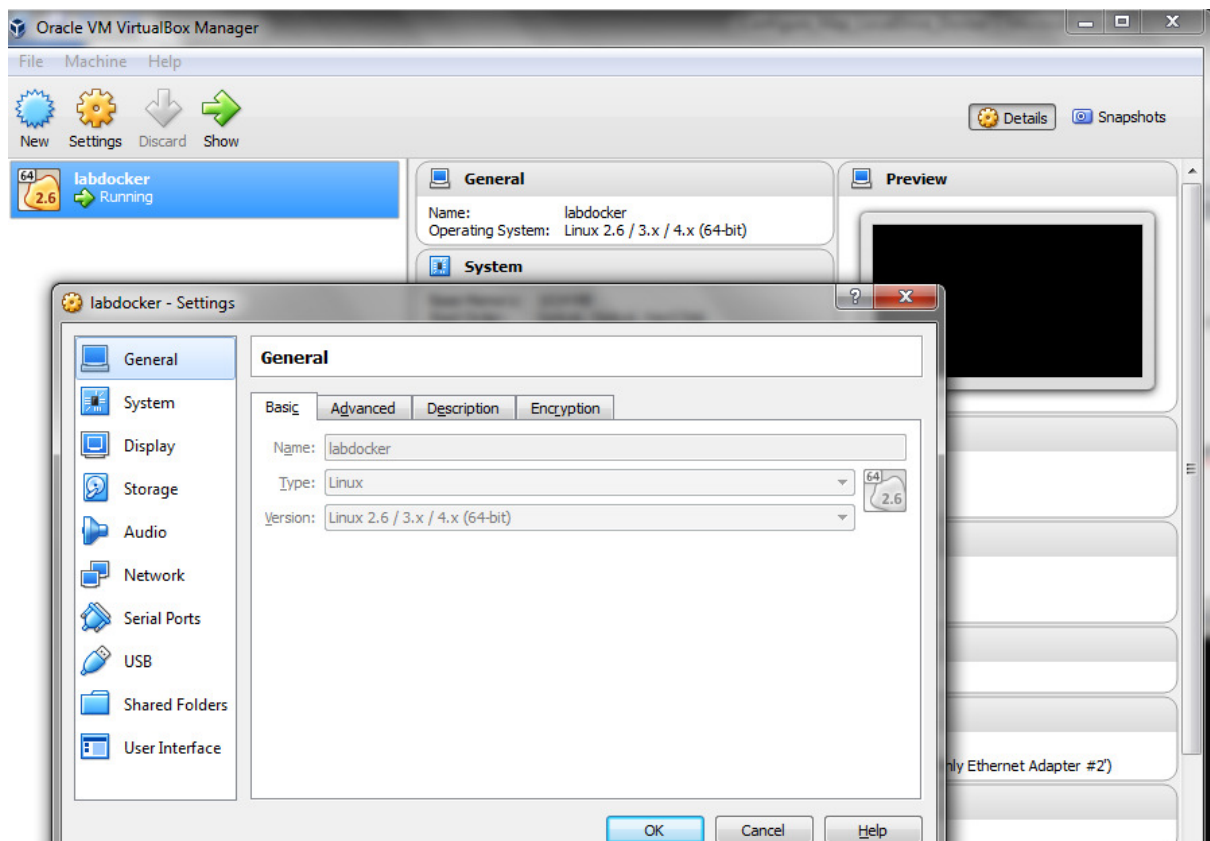 Oracle VM VirtualBox Manager
File Machine Help
New Settings Discard Show
Details Snapshots
64
2.6
labdocker
Running
General
Name: labdocker
Operating System: Linux 2.6 / 3.x / 4.x (64-bit)
System
Preview
labdocker - Settings
General
System
Display
Storage
Audio
Network
Serial Ports
USB
Shared Folders
User Interface
General
Basic Advanced Description Encryption
Name: labdocker
Type: Linux
Version: Linux 2.6 / 3.x / 4.x (64-bit)
64
2.6
nly Ethernet Adapter #2')
OK Cancel Help